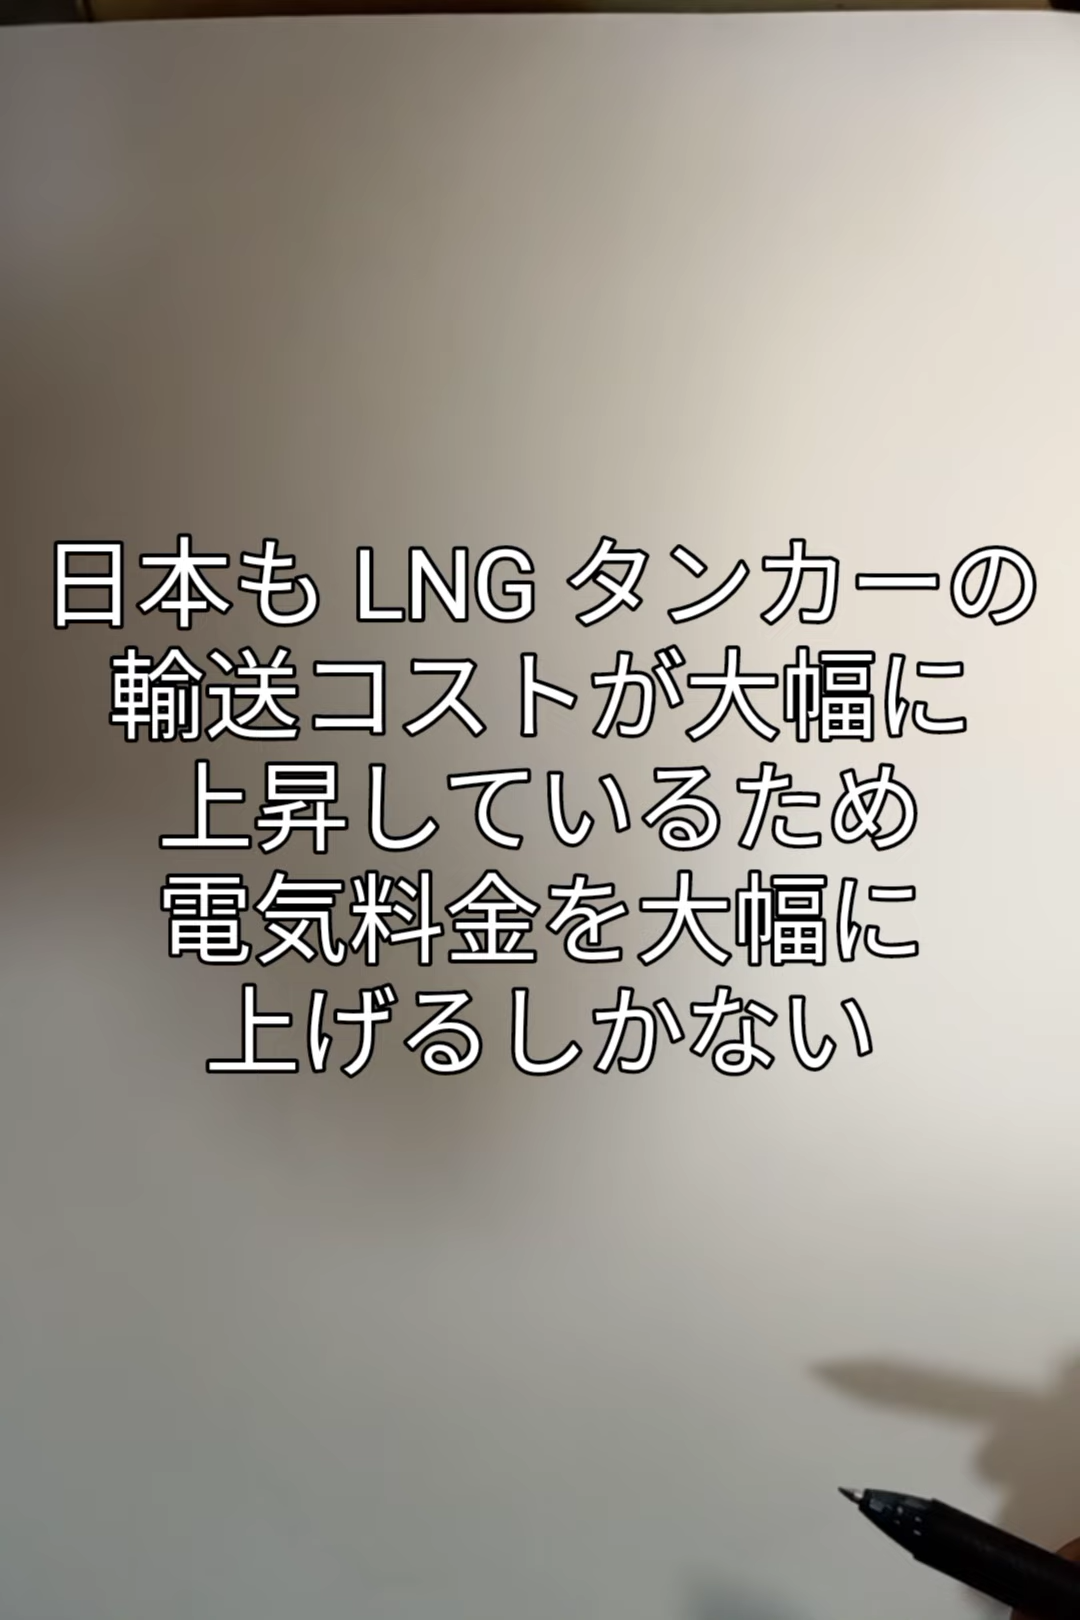 日本も LNG タンカーの
輸送コストが大幅に
上昇しているため
電気料金を大幅に
上げるしかない